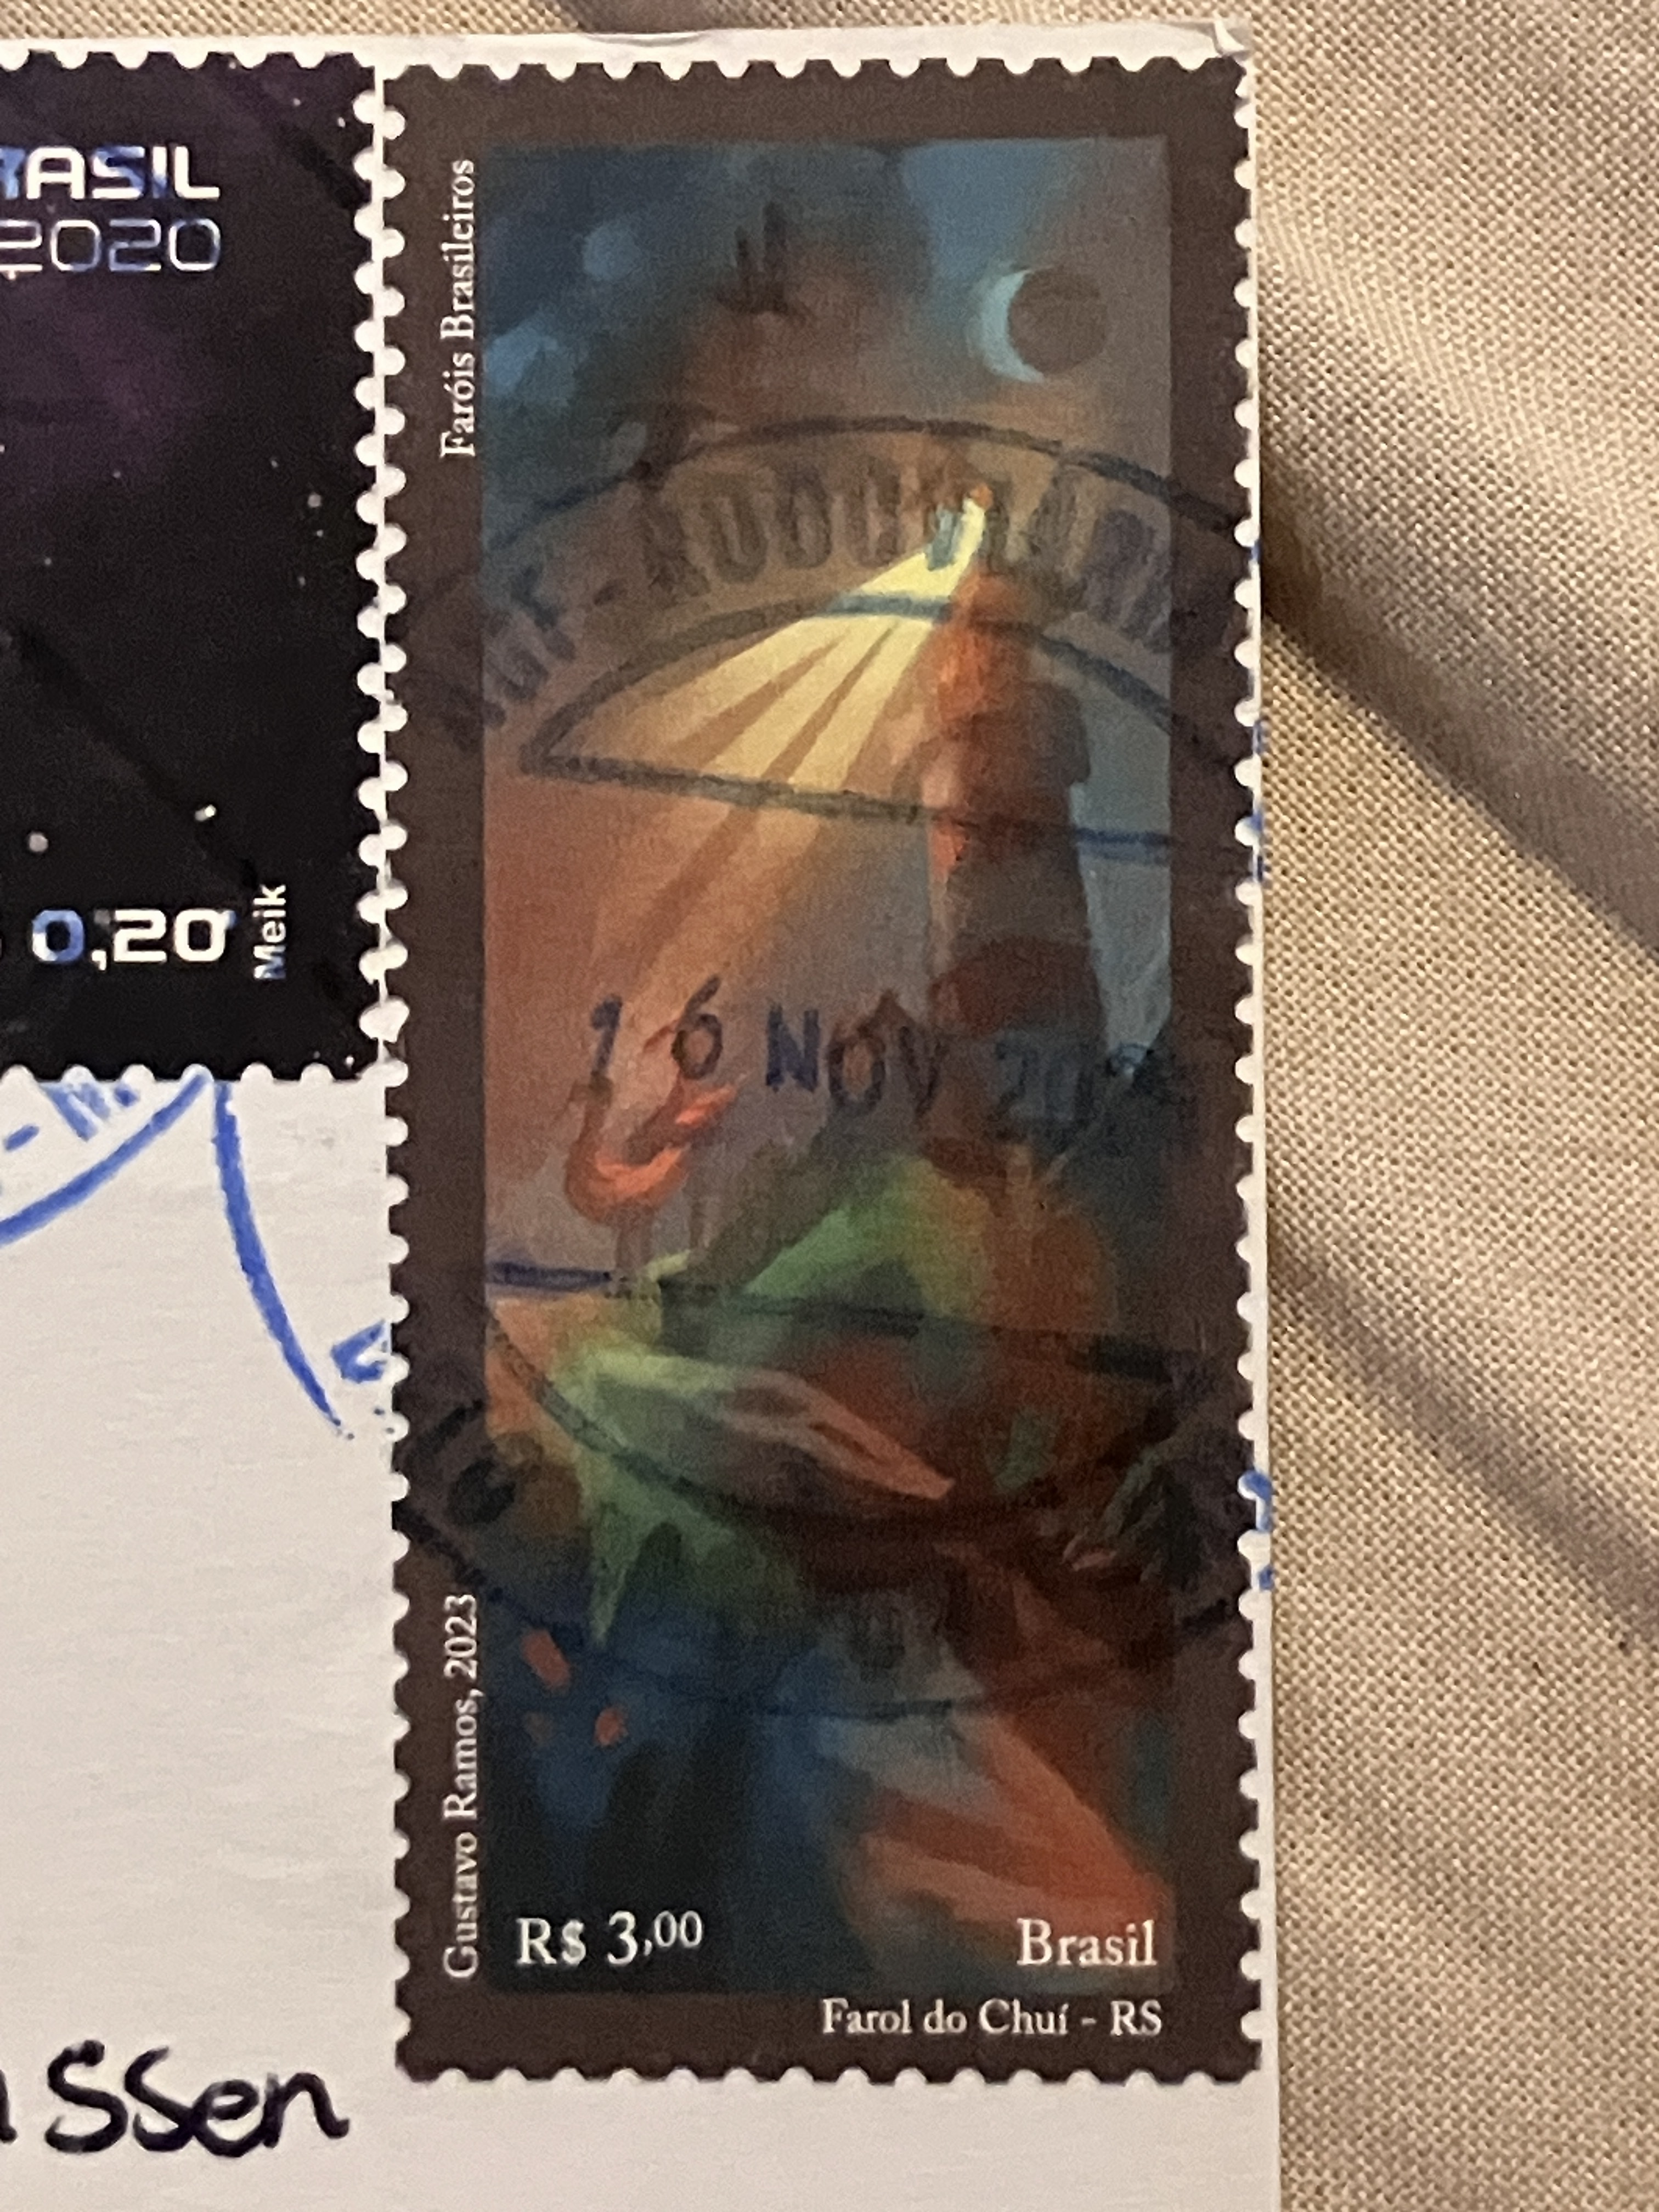 RASIL
2020
0,20
Meik
Faróis Brasileiros
16 NOV
Gustavo Ramos, 2023
R$ 3,00
Brasil
Farol do Chuí - RS
ssen